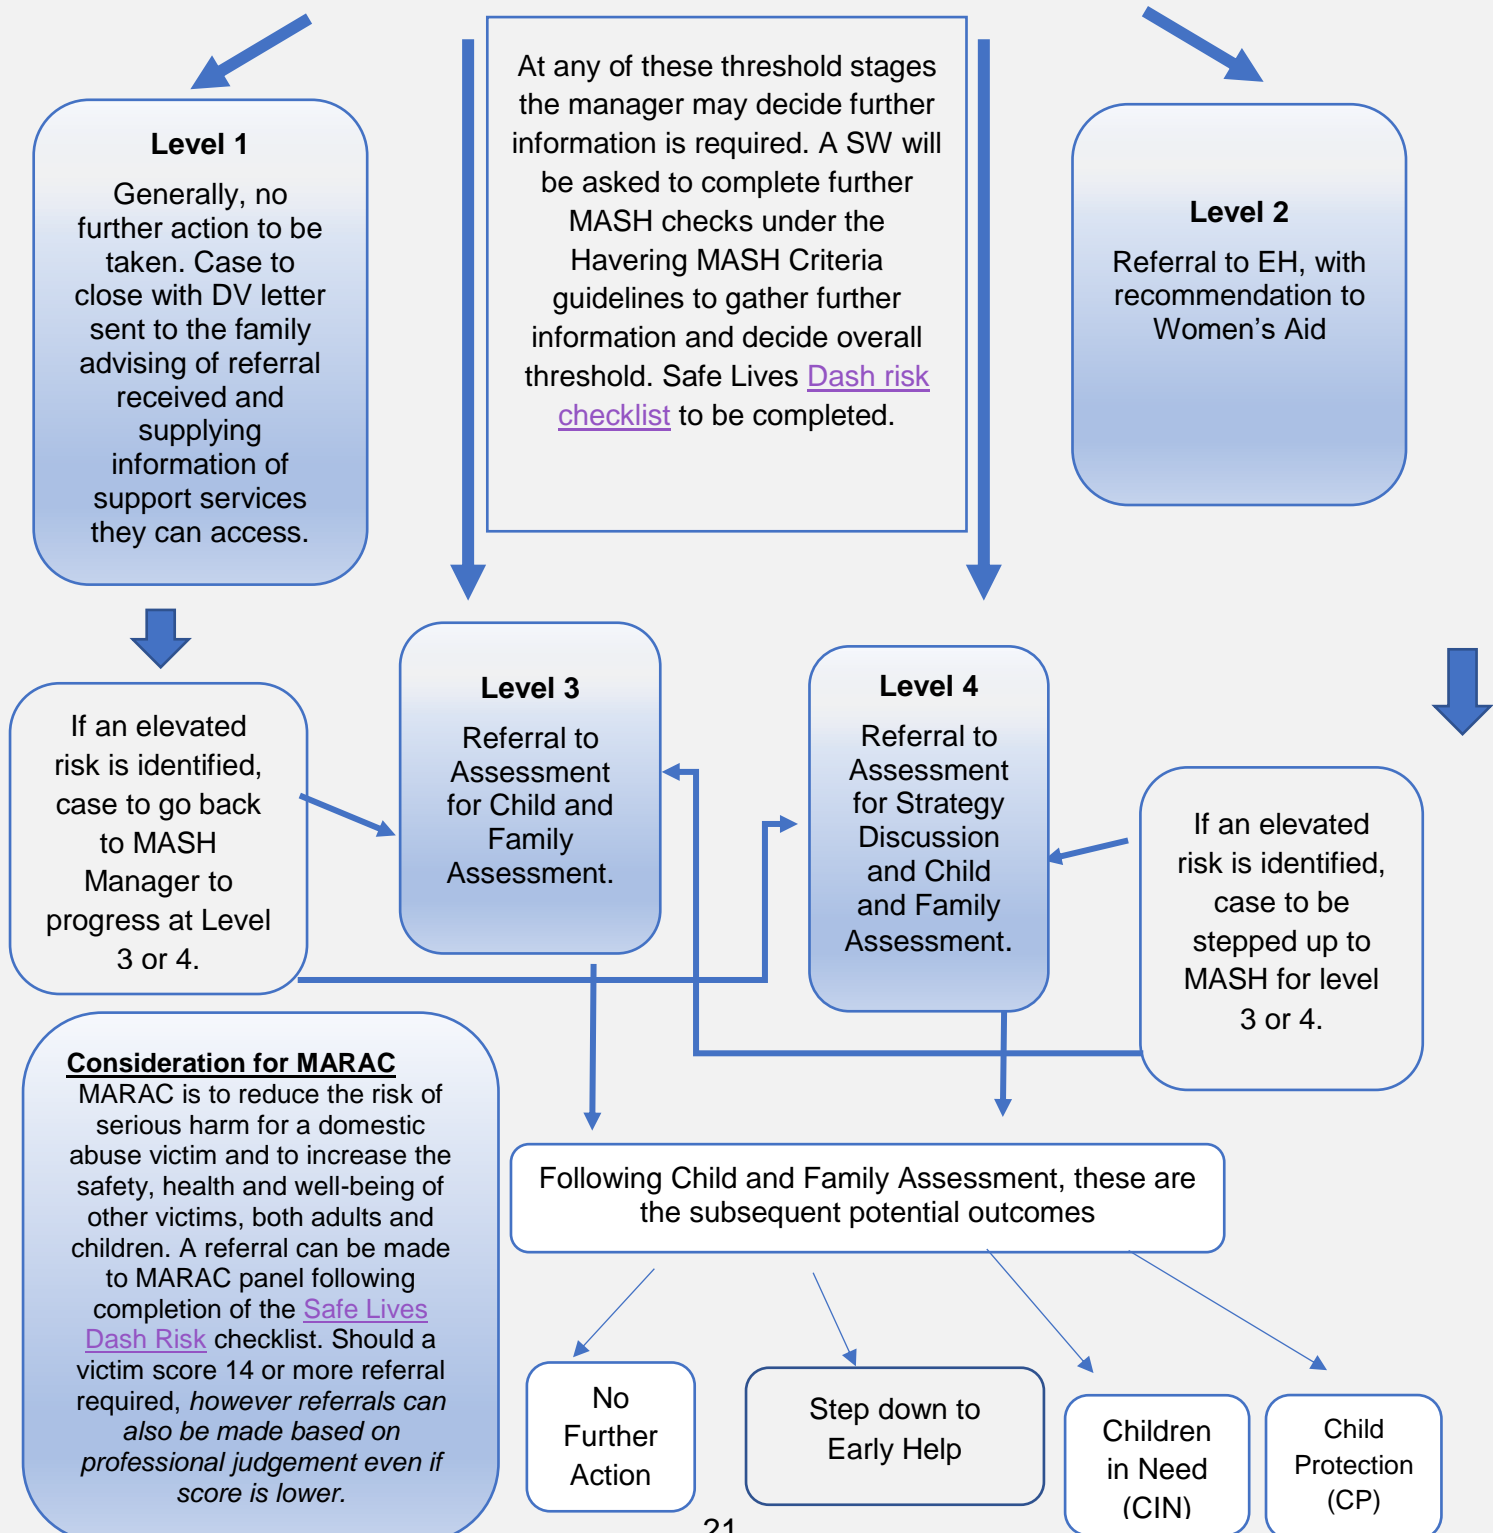 Level 1
Generally, no
further action to be
taken. Case to
close with DV letter
sent to the family
advising of referral
received and
supplying
information of
support services
they can access.
At any of these threshold stages
the manager may decide further
information is required. A SW will
be asked to complete further
MASH checks under the
Havering MASH Criteria
guidelines to gather further
information and decide overall
threshold. Safe Lives Dash risk
checklist to be completed.
Level 2
Referral to EH, with
recommendation to
Women’s Aid
If an elevated
risk is identified,
case to go back
to MASH
Manager to
progress at Level
3 or 4.
Level 3
Referral to
Assessment
for Child and
Family
Assessment.
Level 4
Referral to
Assessment
for Strategy
Discussion
and Child
and Family
Assessment.
If an elevated
risk is identified,
case to be
stepped up to
MASH for level
3 or 4.
Consideration for MARAC
MARAC is to reduce the risk of
serious harm for a domestic
abuse victim and to increase the
safety, health and well-being of
other victims, both adults and
children. A referral can be made
to MARAC panel following
completion of the Safe Lives
Dash Risk checklist. Should a
victim score 14 or more referral
required, however referrals can
also be made based on
professional judgement even if
score is lower.
Following Child and Family Assessment, these are
the subsequent potential outcomes
No
Further
Action
Step down to
Early Help
Children
in Need
(CIN)
Child
Protection
(CP)
21